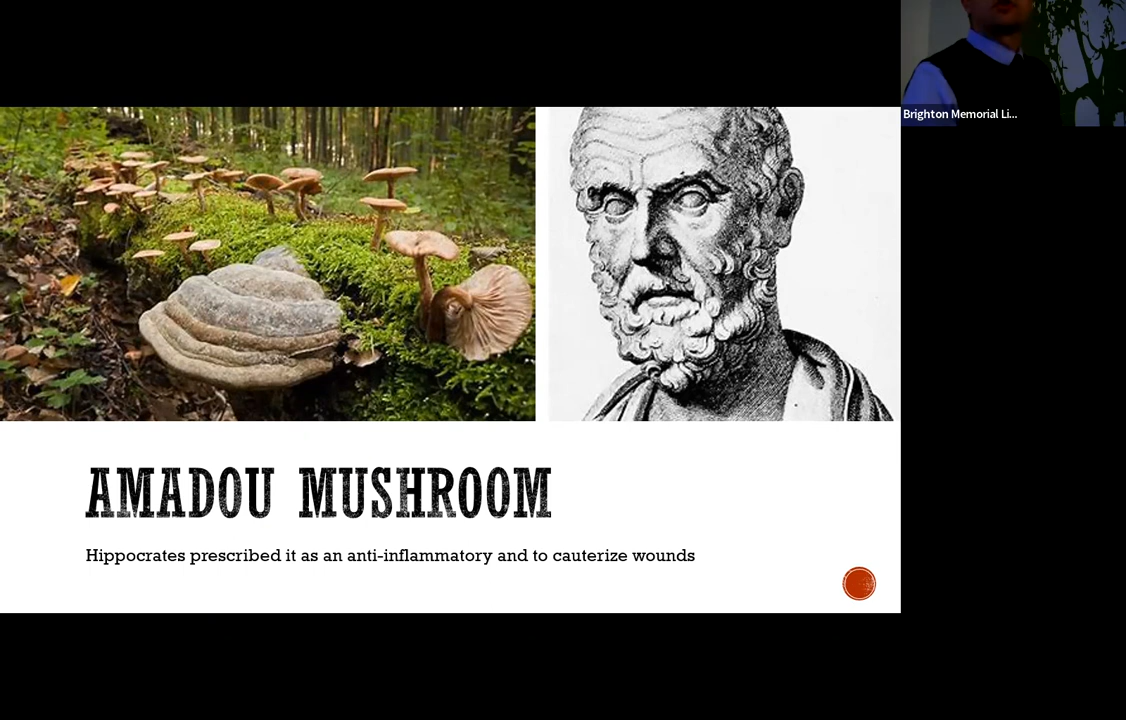 Brighton Memorial Li...
AMADOU MUSHROOM
Hippocrates prescribed it as an anti-inflammatory and to cauterize wounds